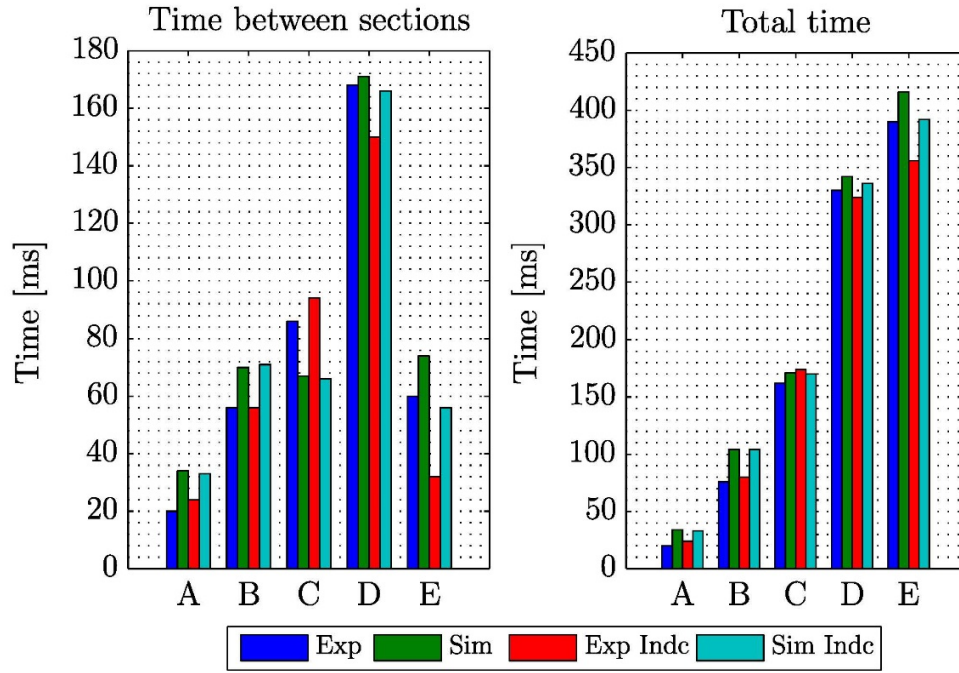 Time between sections
180
160
140
120
100
80
60
40
20
0
Time [ms]
A B C D E
Total time
450
400
350
300
250
200
150
100
50
0
Time [ms]
A B C D E
Exp Sim Exp Indc Sim Indc